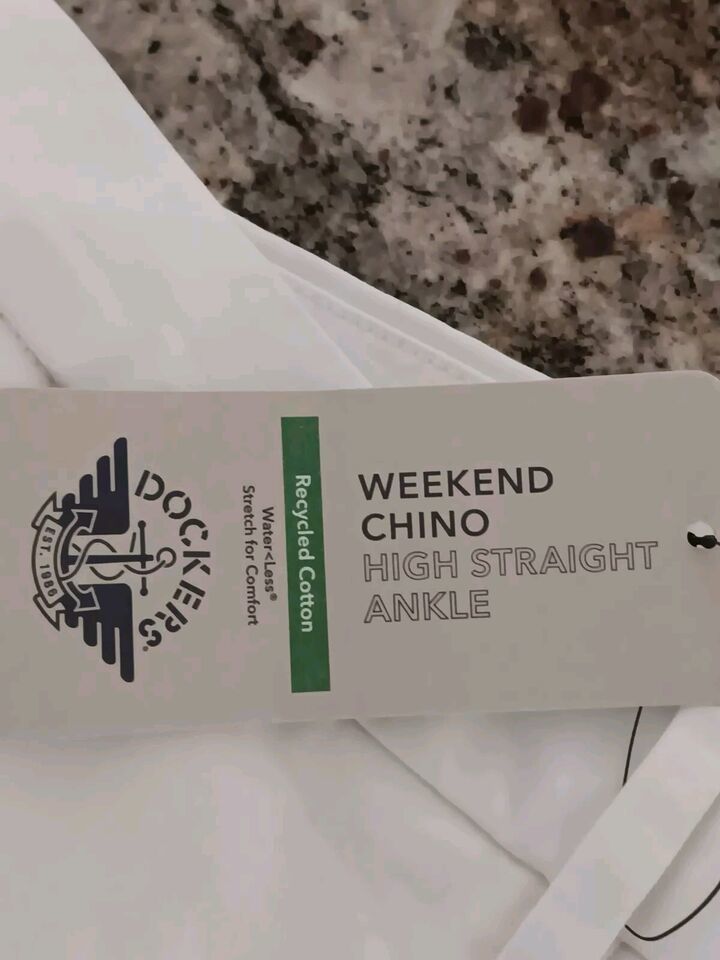 WEEKEND
CHINO
HIGH STRAIGHT
ANKLE
Recycled Cotton
Water<Less®
Stretch for Comfort
DOCKERS®
EST. 1986